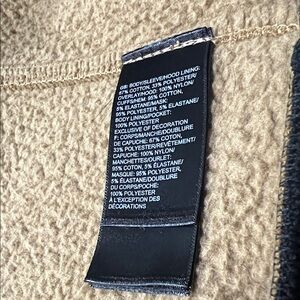 GB: BODY/SLEEVE/HOOD LINING:
67% COTTON, 33% POLYESTER/
OVERLAY/HOOD: 100% NYLON/
CUFFS/HEM: 95% COTTON,
5% ELASTANE/MASK:
95% POLYESTER, 5% ELASTANE/
BODY LINING/POCKET:
100% POLYESTER
EXCLUSIVE OF DECORATION
F: CORPS/MANCHE/DOUBLURE
DE CAPUCHE: 67% COTON,
33% POLYESTER/REVÊTEMENT/
CAPUCHE: 100% NYLON/
MANCHETTES/OURLET:
95% COTON, 5% ÉLASTANE/
MASQUE: 95% POLYESTER,
5% ÉLASTANE/DOUBLURE
DU CORPS/POCHE:
100% POLYESTER
À L'EXCEPTION DES
DÉCORATIONS